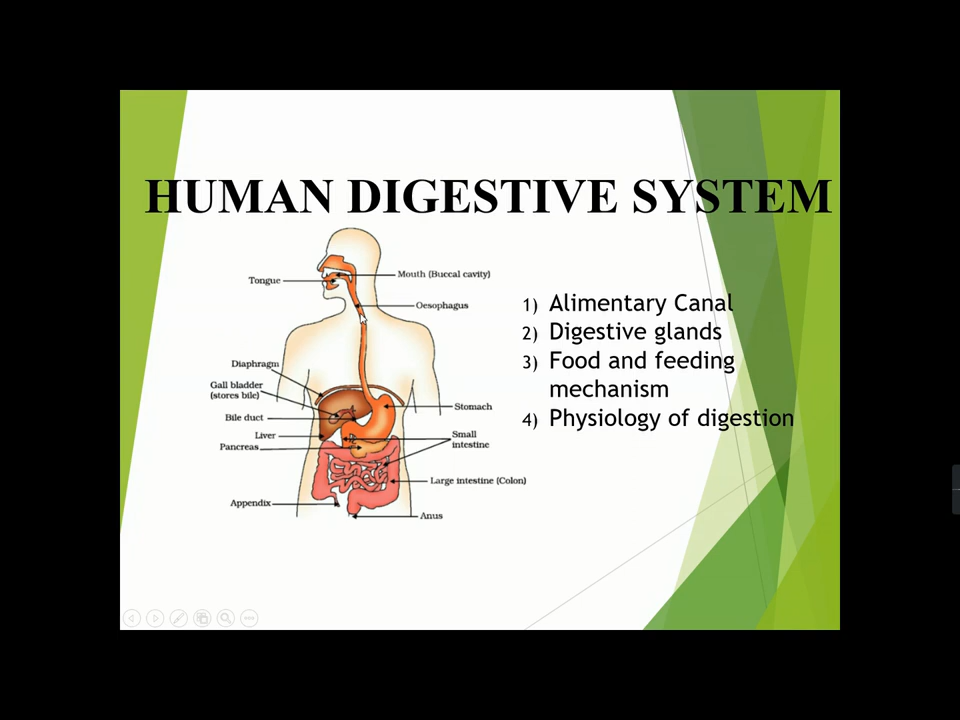 HUMAN DIGESTIVE SYSTEM
Tongue
Mouth (Buccal cavity)
Oesophagus
Diaphragm
Gall bladder
(stores bile)
Bile duct
Liver
Pancreas
Appendix
Stomach
Small
intestine
Large intestine (Colon)
Anus
1) Alimentary Canal
2) Digestive glands
3) Food and feeding
mechanism
4) Physiology of digestion